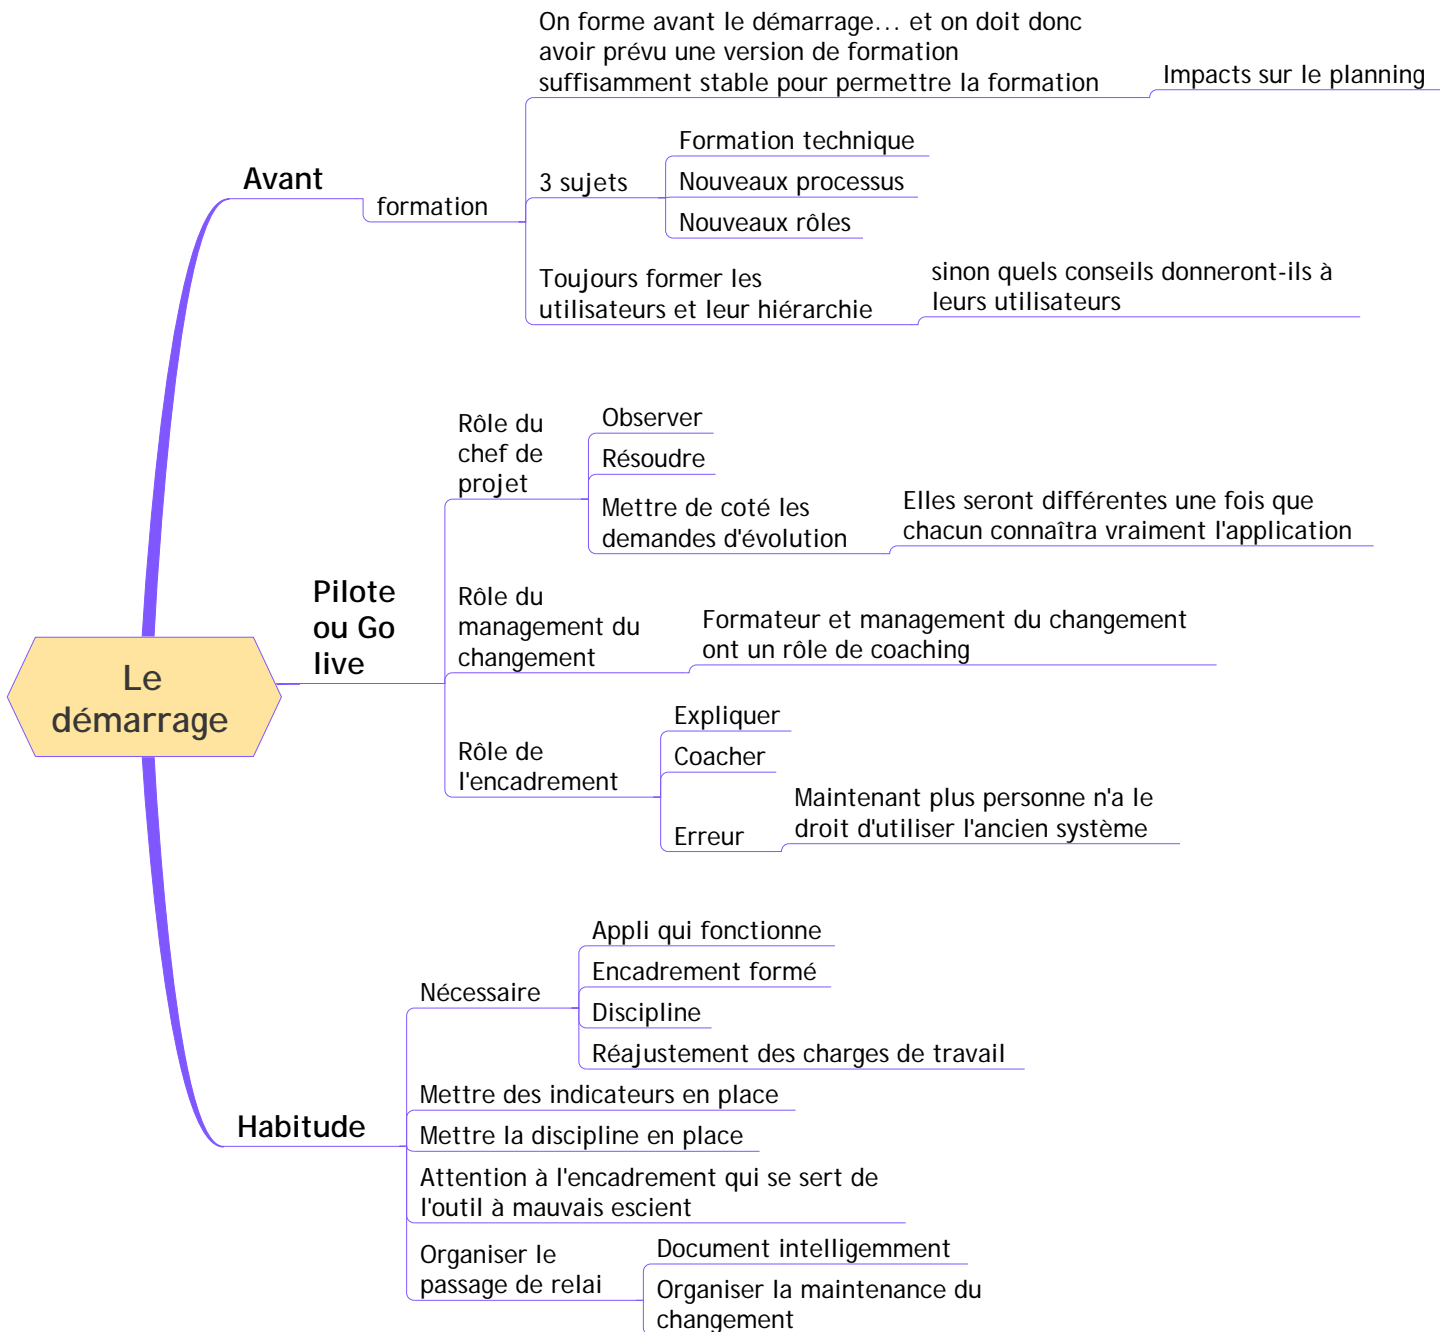 On forme avant le démarrage... et on doit donc
avoir prévu une version de formation
suffisamment stable pour permettre la formation
Impacts sur le planning
Avant
formation
3 sujets
Formation technique
Nouveaux processus
Nouveaux rôles
Toujours former les
utilisateurs et leur hiérarchie
sinon quels conseils donneront-ils à
leurs utilisateurs
Le
démarrage
Pilote
ou Go
live
Rôle du
chef de
projet
Observer
Résoudre
Mettre de coté les
demandes d'évolution
Elles seront différentes une fois que
chacun connaîtra vraiment l'application
Rôle du
management du
changement
Formateur et management du changement
ont un rôle de coaching
Rôle de
l'encadrement
Expliquer
Coacher
Erreur
Maintenant plus personne n'a le
droit d'utiliser l'ancien système
Habitude
Nécessaire
Appli qui fonctionne
Encadrement formé
Discipline
Réajustement des charges de travail
Mettre des indicateurs en place
Mettre la discipline en place
Attention à l'encadrement qui se sert de
l'outil à mauvais escient
Organiser le
passage de relai
Document intelligemment
Organiser la maintenance du
changement